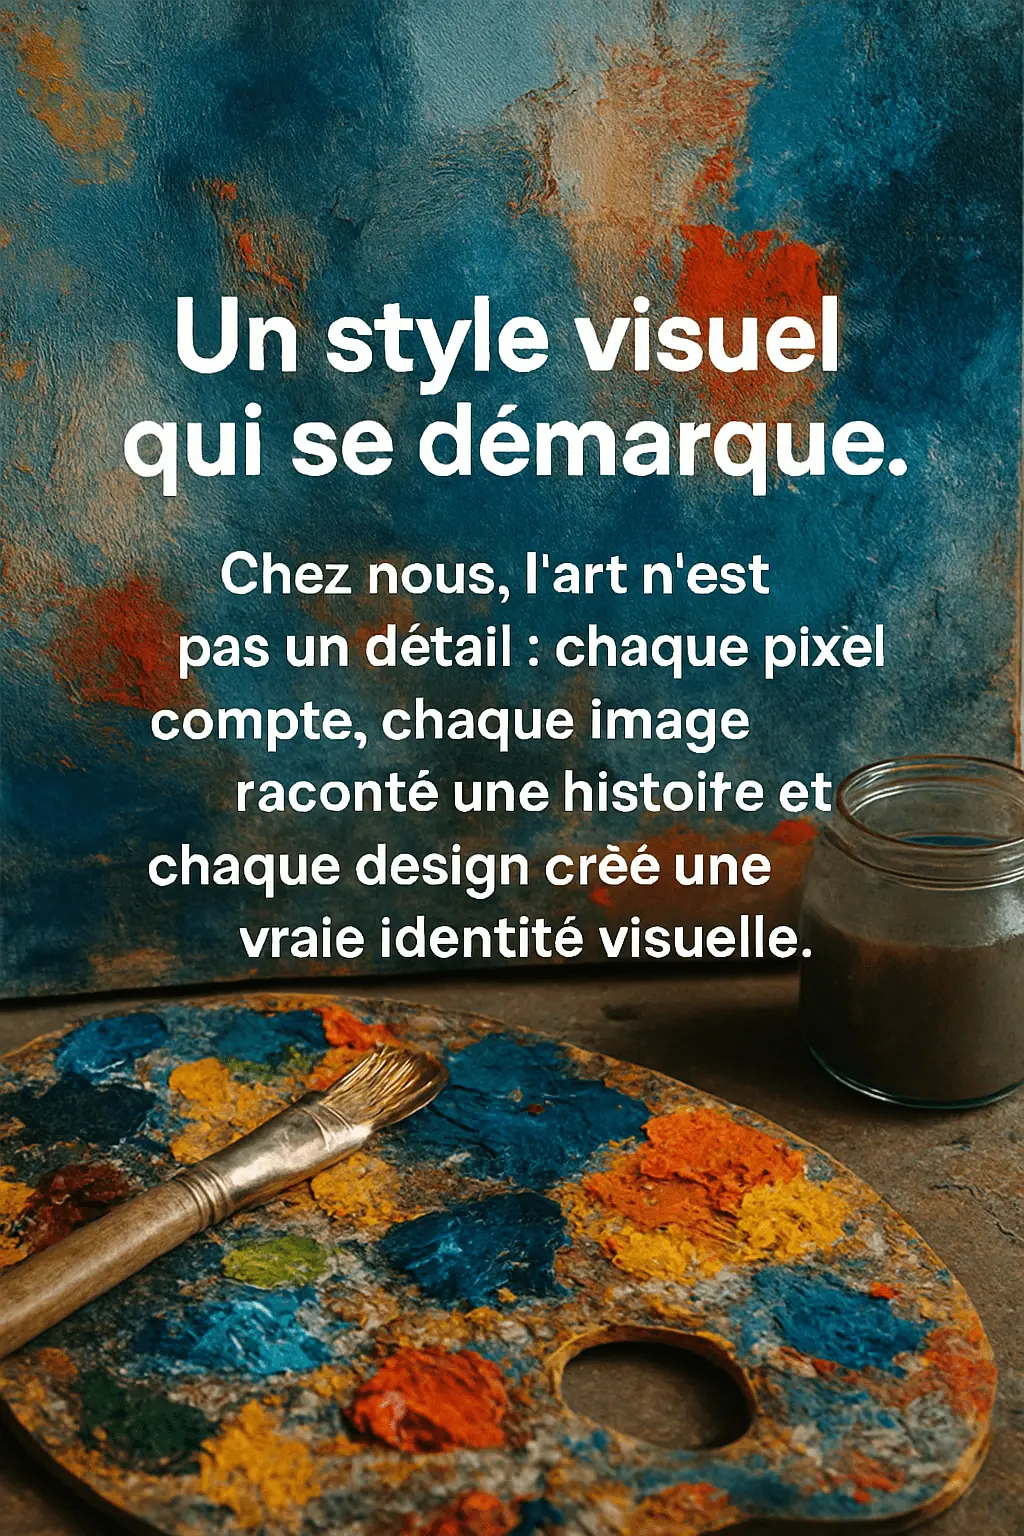 Un style visuel
qui se démarque.
Chez nous, l'art n'est
pas un détail : chaque pixel
compte, chaque image
raconté une histoire et
chaque design crèé une
vraie identité visuelle.